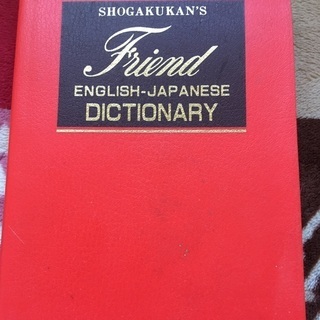 SHOGAKUKAN'S
Friend
ENGLISH-JAPANESE
DICTIONARY